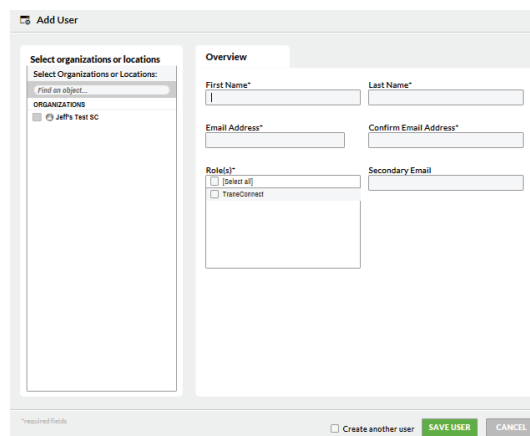 Add User
Select organizations or locations
Select Organizations or Locations:
Find an object...
ORGANIZATIONS
Jeff's Test SC
Overview
First Name*
Last Name*
Email Address*
Confirm Email Address*
Role(s)*
Secondary Email
[Select all]
TraneConnect
*required fields
Create another user
SAVE USER
CANCEL